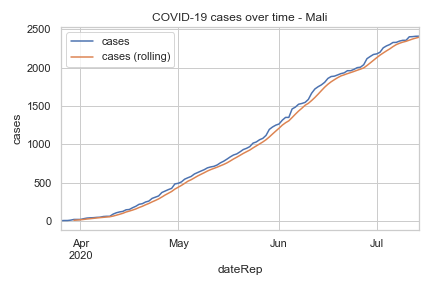 COVID-19 cases over time - Mali
cases
cases (rolling)
2500
2000
1500
1000
500
0
cases
Apr
2020
May
Jun
Jul
dateRep